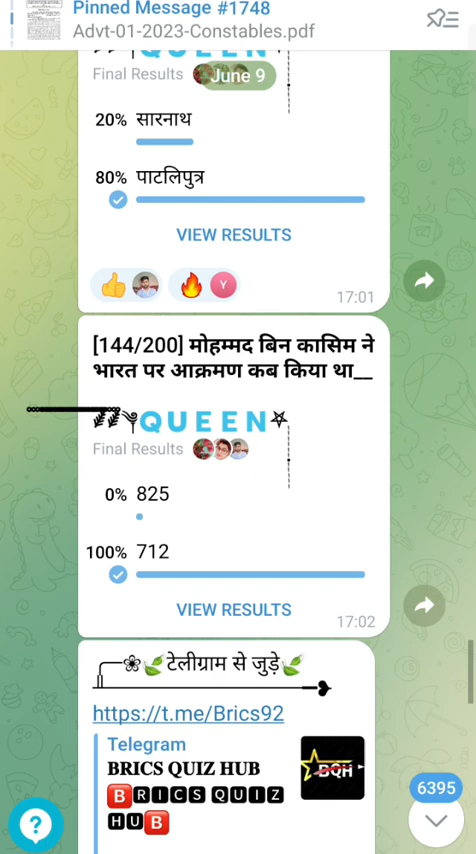 Pinned Message #1748
Advt-01-2023-Constables.pdf
QUEEN
Final Results
June 9
20% सारनाथ
80% पाटलिपुत्र
VIEW RESULTS
Y
17:01
[144/200] मोहम्मद बिन कासिम ने
भारत पर आक्रमण कब किया था__
QUEEN
Final Results
0% 825
100% 712
VIEW RESULTS
17:02
टेलीग्राम से जुड़े
https://t.me/Brics92
Telegram
BRICS QUIZ HUB
BRICS QUIZ
HUB
BQH
6395
?